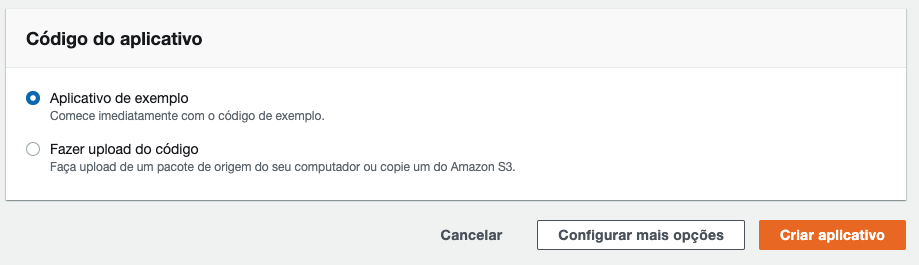 Código do aplicativo
Aplicativo de exemplo
Comece imediatamente com o código de exemplo.
Fazer upload do código
Faça upload de um pacote de origem do seu computador ou copie um do Amazon S3.
Cancelar
Configurar mais opções
Criar aplicativo